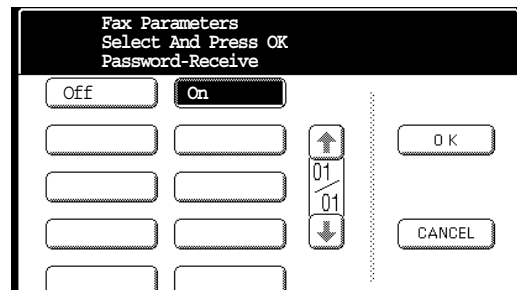 Fax Parameters
Select And Press OK
Password-Receive
Off On
OK
01
/
01
CANCEL